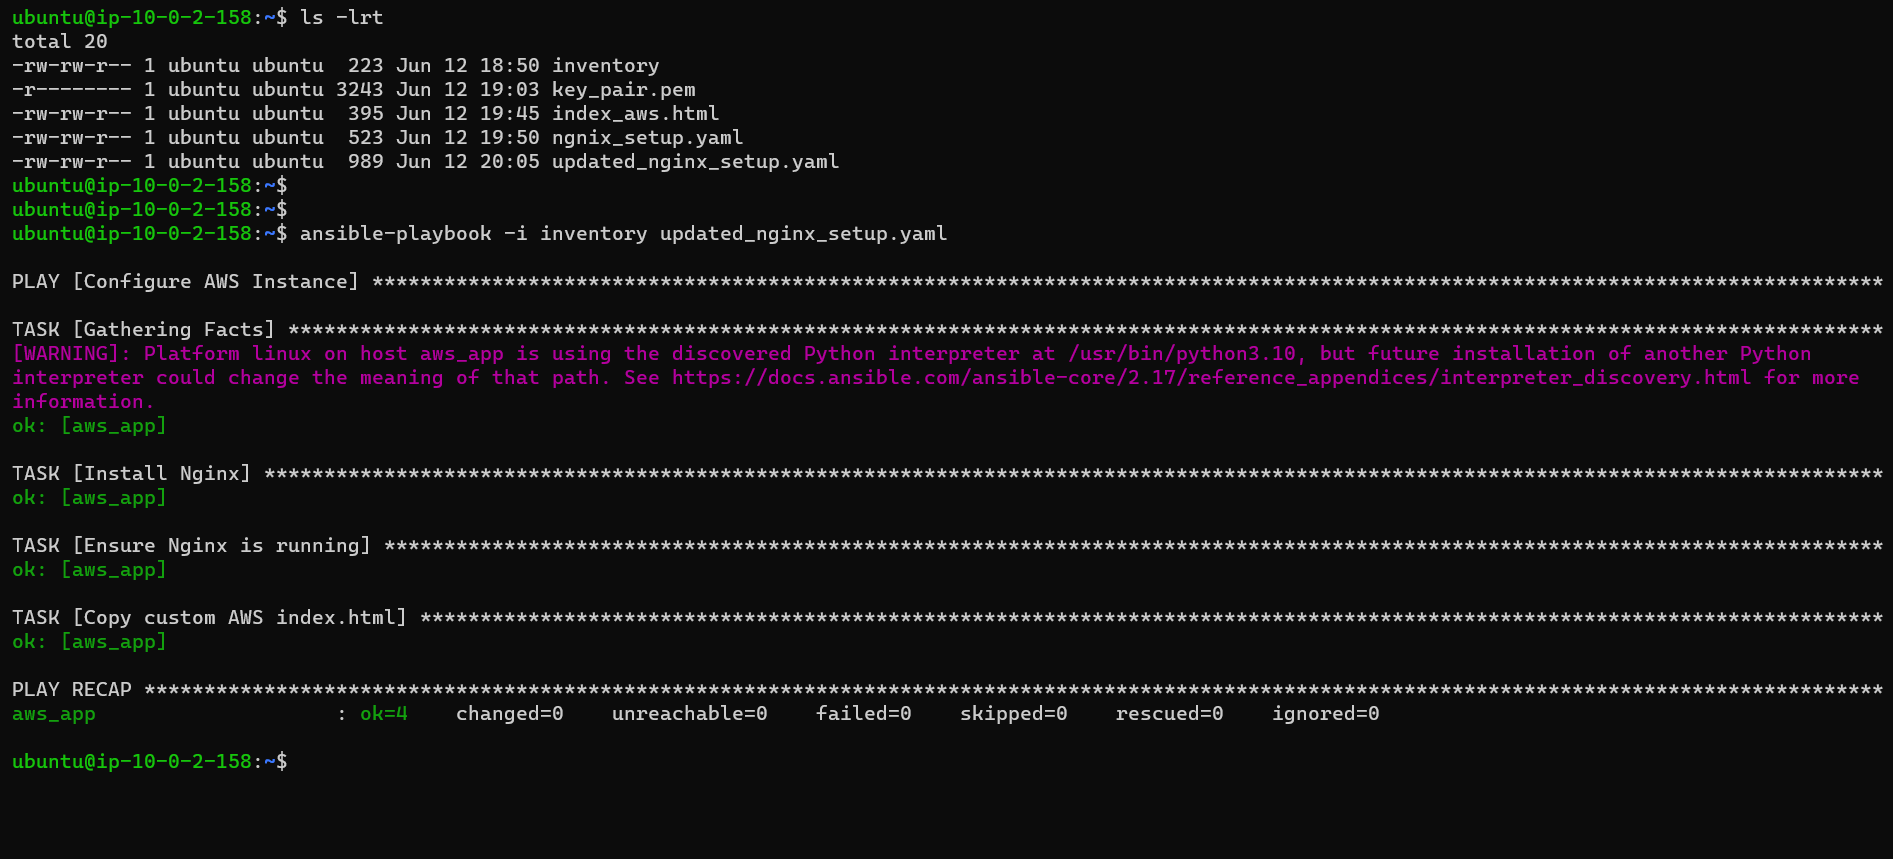 ubuntu@ip-10-0-2-158:~$ ls -lrt
total 20
-rw-rw-r-- 1 ubuntu ubuntu  223 Jun 12 18:50 inventory
-r-------- 1 ubuntu ubuntu 3243 Jun 12 19:03 key_pair.pem
-rw-rw-r-- 1 ubuntu ubuntu  395 Jun 12 19:45 index_aws.html
-rw-rw-r-- 1 ubuntu ubuntu  523 Jun 12 19:50 ngnix_setup.yaml
-rw-rw-r-- 1 ubuntu ubuntu  989 Jun 12 20:05 updated_nginx_setup.yaml
ubuntu@ip-10-0-2-158:~$
ubuntu@ip-10-0-2-158:~$
ubuntu@ip-10-0-2-158:~$ ansible-playbook -i inventory updated_nginx_setup.yaml
PLAY [Configure AWS Instance] ******************************************************************************************************************************
TASK [Gathering Facts] *************************************************************************************************************************************
[WARNING]: Platform linux on host aws_app is using the discovered Python interpreter at /usr/bin/python3.10, but future installation of another Python
interpreter could change the meaning of that path. See https://docs.ansible.com/ansible-core/2.17/reference_appendices/interpreter_discovery.html for more
information.
ok: [aws_app]
TASK [Install Nginx] ***************************************************************************************************************************************
ok: [aws_app]
TASK [Ensure Nginx is running] *****************************************************************************************************************************
ok: [aws_app]
TASK [Copy custom AWS index.html] **************************************************************************************************************************
ok: [aws_app]
PLAY RECAP *************************************************************************************************************************************************
aws_app                    : ok=4    changed=0    unreachable=0    failed=0    skipped=0    rescued=0    ignored=0
ubuntu@ip-10-0-2-158:~$